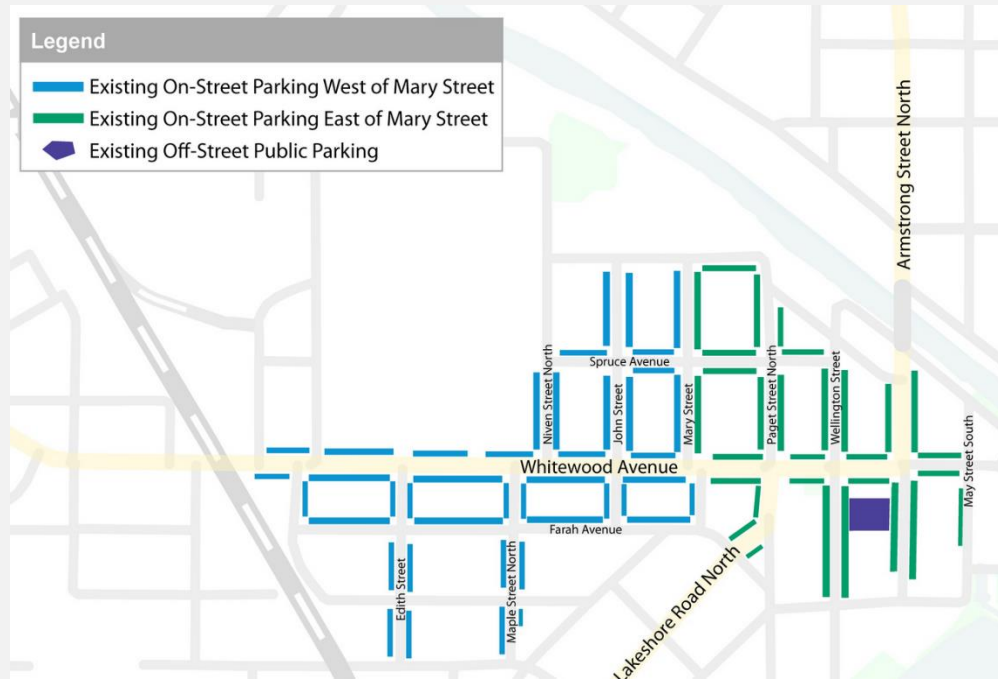 Legend
Existing On-Street Parking West of Mary Street
Existing On-Street Parking East of Mary Street
Existing Off-Street Public Parking
Armstrong Street North
Spruce Avenue
Niven Street North
John Street
Mary Street
Paget Street North
Wellington Street
May Street South
Whitewood Avenue
Farah Avenue
Edith Street
Maple Street North
Lakeshore Road North